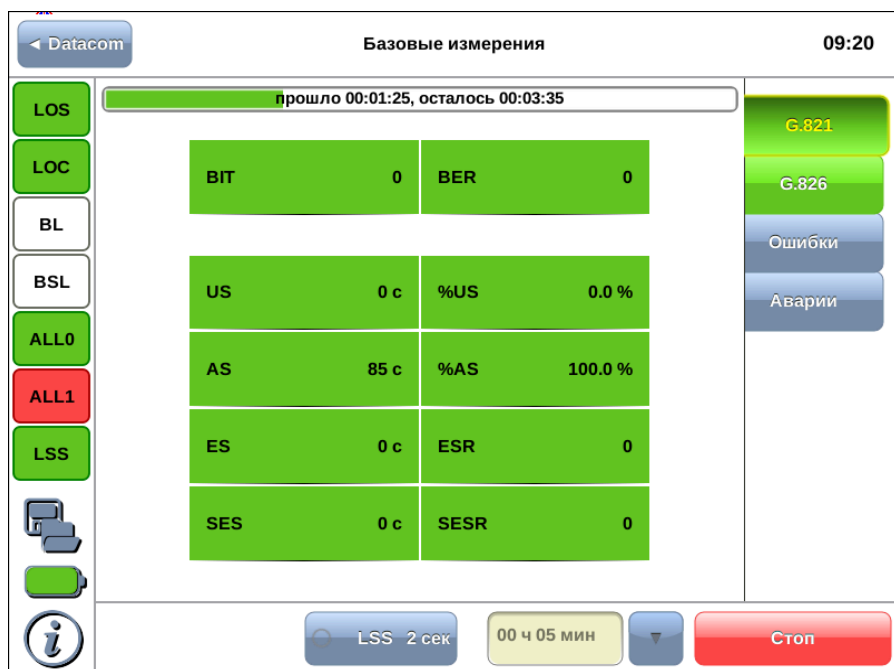 ◄ Datacom
Базовые измерения
09:20
LOS
LOC
BL
BSL
ALL0
ALL1
LSS
прошло 00:01:25, осталось 00:03:35
BIT 0 BER 0
US 0 с %US 0.0 %
AS 85 с %AS 100.0 %
ES 0 с ESR 0
SES 0 с SESR 0
G.821
G.826
Ошибки
Аварии
i
LSS 2 сек
00 ч 05 мин
▼
Стоп